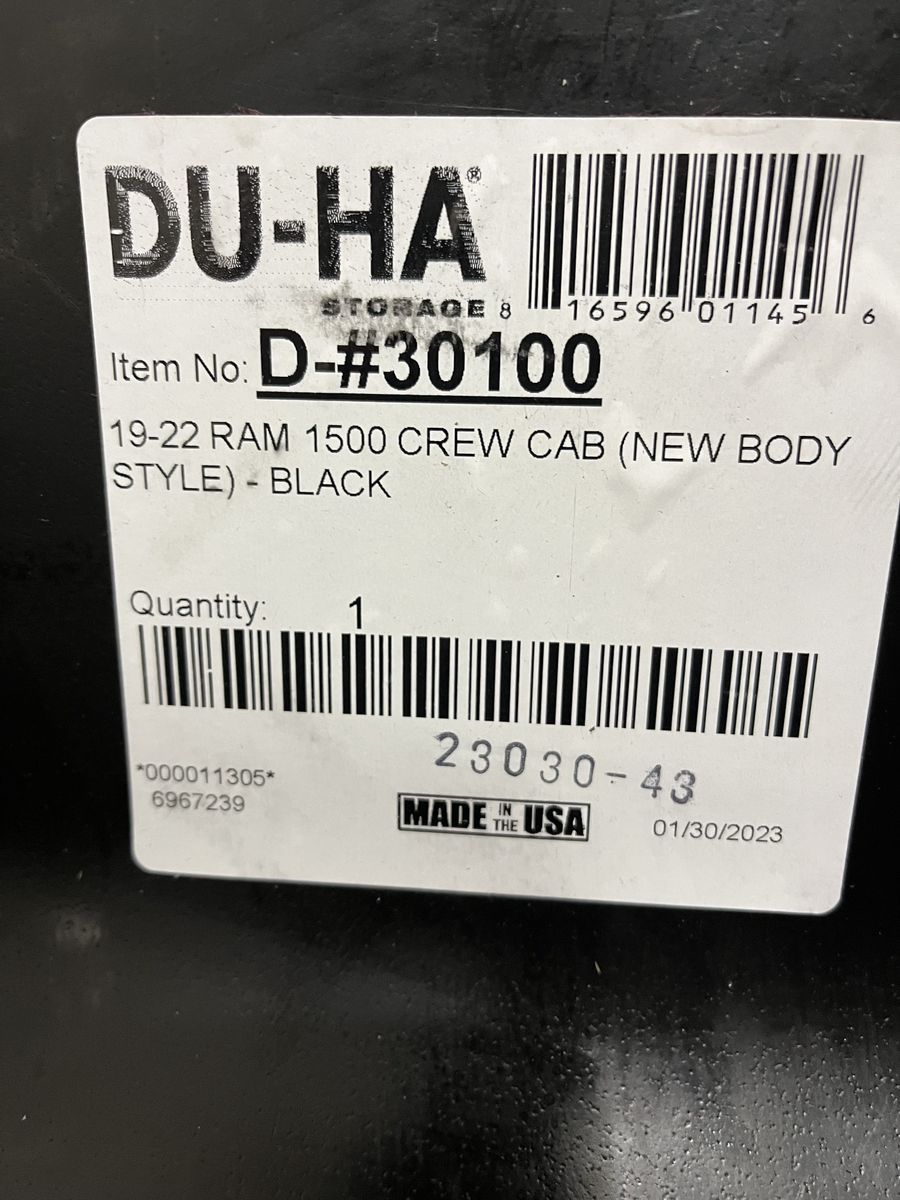 DU-HA®
STORAGE
8 16596 01145 6
Item No: D-#30100
19-22 RAM 1500 CREW CAB (NEW BODY
STYLE) - BLACK
Quantity: 1
23030-43
*000011305*
6967239
MADE IN THE USA
01/30/2023